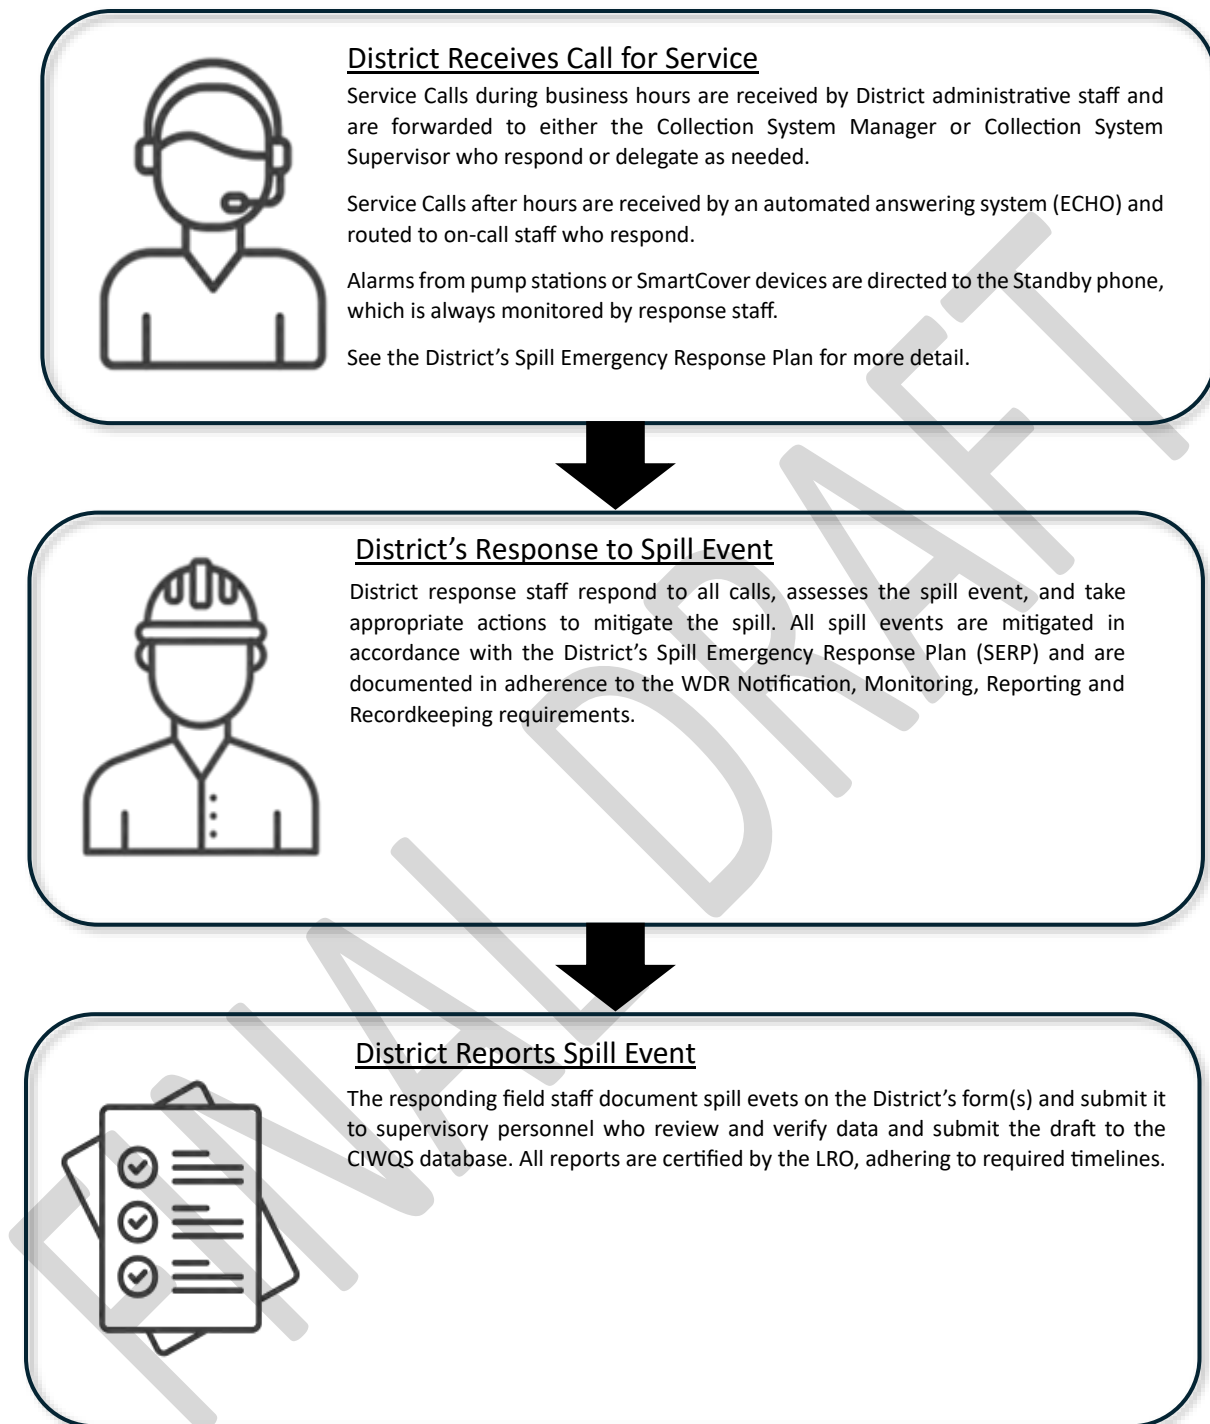 District Receives Call for Service
Service Calls during business hours are received by District administrative staff and
are forwarded to either the Collection System Manager or Collection System
Supervisor who respond or delegate as needed.
Service Calls after hours are received by an automated answering system (ECHO) and
routed to on-call staff who respond.
Alarms from pump stations or SmartCover devices are directed to the Standby phone,
which is always monitored by response staff.
See the District’s Spill Emergency Response Plan for more detail.
District’s Response to Spill Event
District response staff respond to all calls, assesses the spill event, and take
appropriate actions to mitigate the spill. All spill events are mitigated in
accordance with the District’s Spill Emergency Response Plan (SERP) and are
documented in adherence to the WDR Notification, Monitoring, Reporting and
Recordkeeping requirements.
District Reports Spill Event
The responding field staff document spill evets on the District’s form(s) and submit it
to supervisory personnel who review and verify data and submit the draft to the
CIWQS database. All reports are certified by the LRO, adhering to required timelines.
FINAL DRAFT